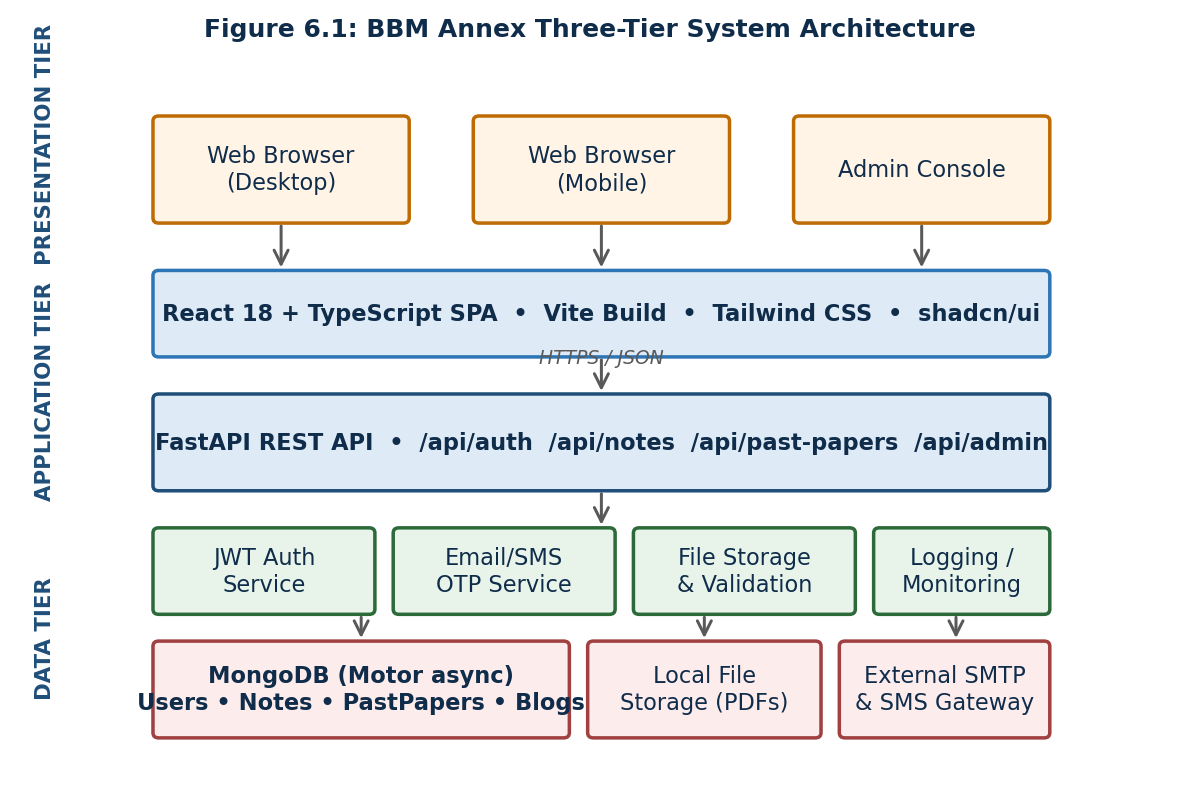 Figure 6.1: BBM Annex Three-Tier System Architecture
PRESENTATION TIER
Web Browser
(Desktop)
Web Browser
(Mobile)
Admin Console
APPLICATION TIER
React 18 + TypeScript SPA • Vite Build • Tailwind CSS • shadcn/ui
HTTPS / JSON
FastAPI REST API • /api/auth /api/notes /api/past-papers /api/admin
DATA TIER
JWT Auth
Service
Email/SMS
OTP Service
File Storage
& Validation
Logging /
Monitoring
MongoDB (Motor async)
Users • Notes • PastPapers • Blogs
Local File
Storage (PDFs)
External SMTP
& SMS Gateway